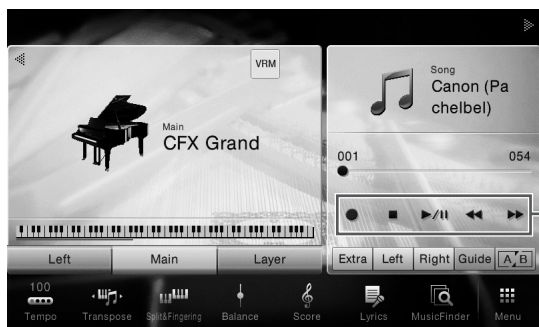 VRM
Main
CFX Grand
Song
Canon (Pa
chelbel)
001 054
Left Main Layer
Extra Left Right Guide A/B
100
Tempo Transpose Split&Fingering Balance Score Lyrics MusicFinder Menu